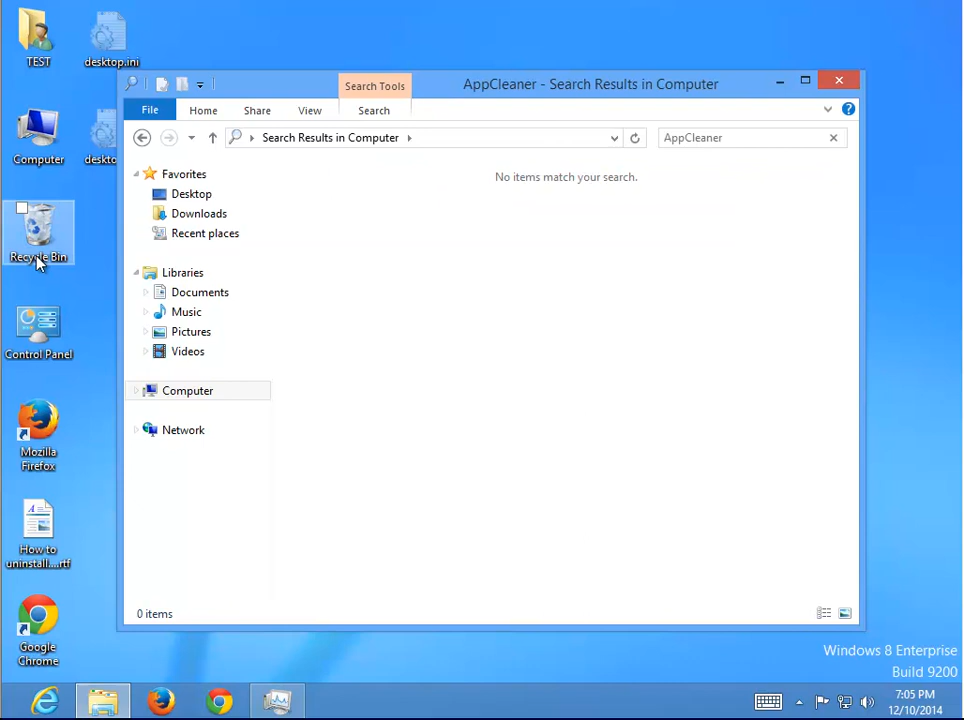 TEST
desktop.ini
Computer
Recycle Bin
Control Panel
Mozilla
Firefox
How to
uninstall....rtf
Google
Chrome
Search Tools
AppCleaner - Search Results in Computer
File
Home
Share
View
Search
Search Results in Computer
AppCleaner
Favorites
Desktop
Downloads
Recent places
Libraries
Documents
Music
Pictures
Videos
Computer
Network
No items match your search.
0 items
Windows 8 Enterprise
Build 9200
7:05 PM
12/10/2014